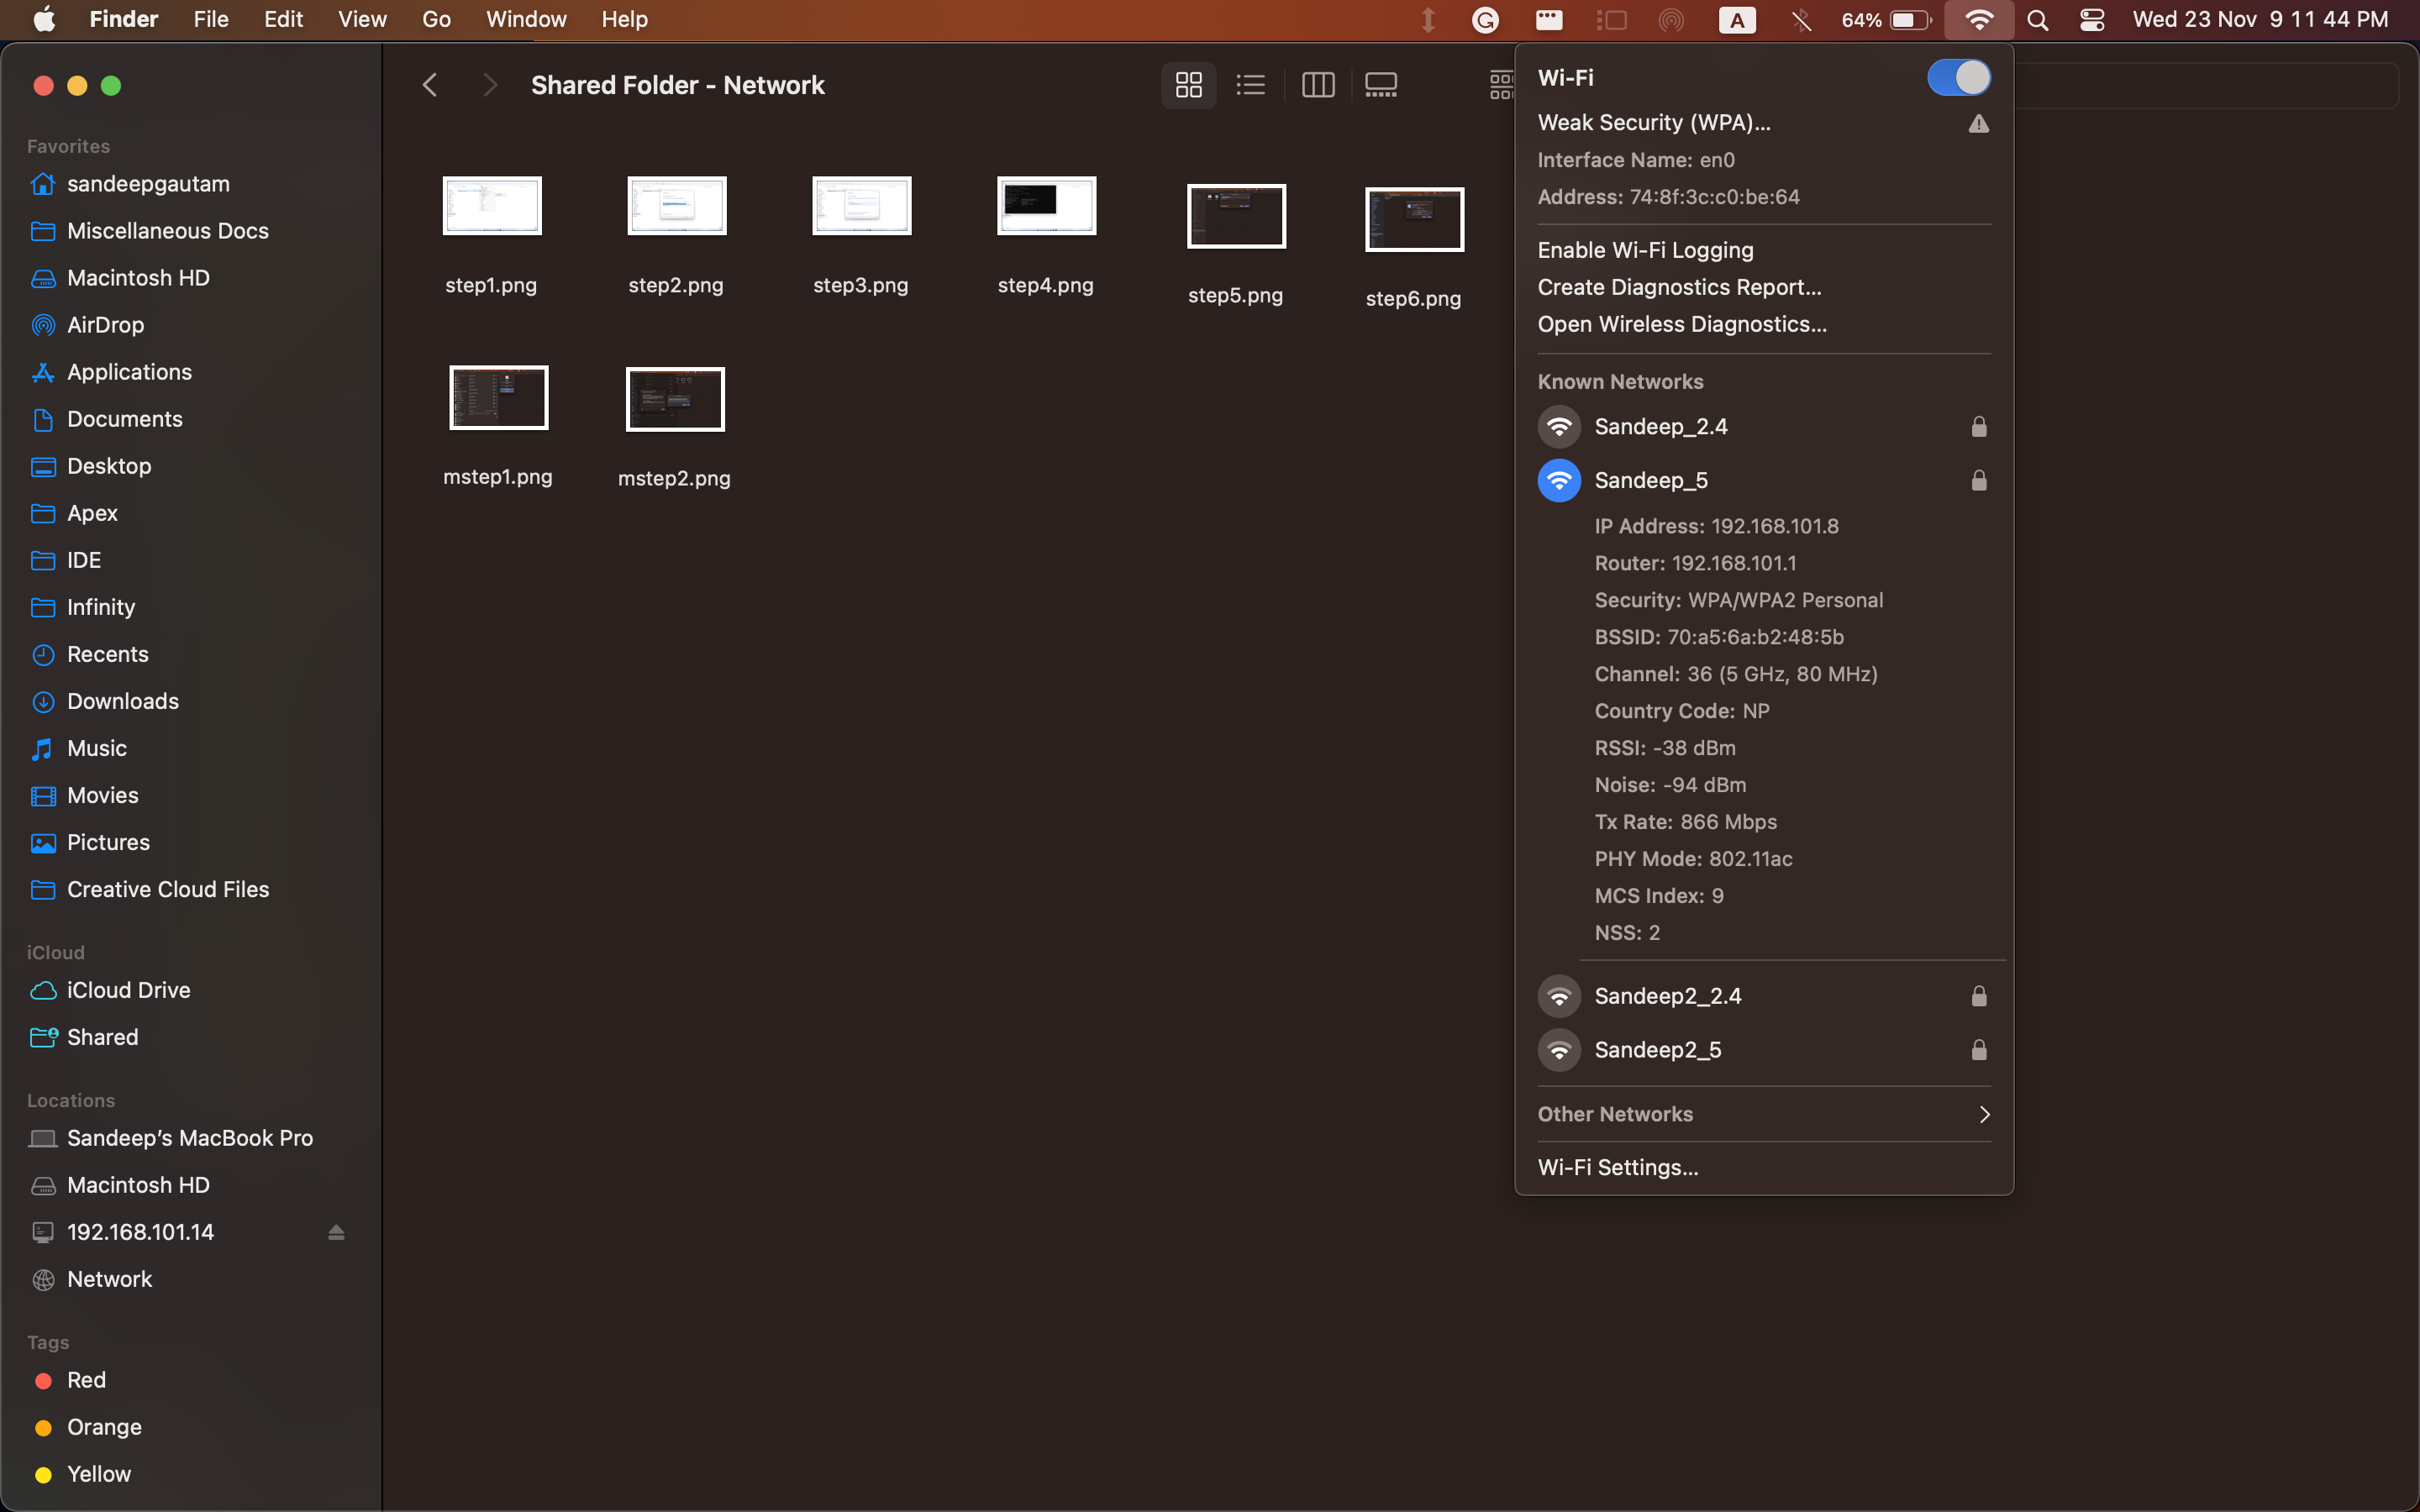 Finder File Edit View Go Window Help
A 64% Wed 23 Nov 9 11 44 PM
Shared Folder - Network
Favorites
sandeepgautam
Miscellaneous Docs
Macintosh HD
AirDrop
Applications
Documents
Desktop
Apex
IDE
Infinity
Recents
Downloads
Music
Movies
Pictures
Creative Cloud Files
iCloud
iCloud Drive
Shared
Locations
Sandeep’s MacBook Pro
Macintosh HD
192.168.101.14
Network
Tags
Red
Orange
Yellow
step1.png
step2.png
step3.png
step4.png
step5.png
step6.png
mstep1.png
mstep2.png
Wi-Fi
Weak Security (WPA)...
Interface Name: en0
Address: 74:8f:3c:c0:be:64
Enable Wi-Fi Logging
Create Diagnostics Report...
Open Wireless Diagnostics...
Known Networks
Sandeep_2.4
Sandeep_5
IP Address: 192.168.101.8
Router: 192.168.101.1
Security: WPA/WPA2 Personal
BSSID: 70:a5:6a:b2:48:5b
Channel: 36 (5 GHz, 80 MHz)
Country Code: NP
RSSI: -38 dBm
Noise: -94 dBm
Tx Rate: 866 Mbps
PHY Mode: 802.11ac
MCS Index: 9
NSS: 2
Sandeep2_2.4
Sandeep2_5
Other Networks
Wi-Fi Settings...